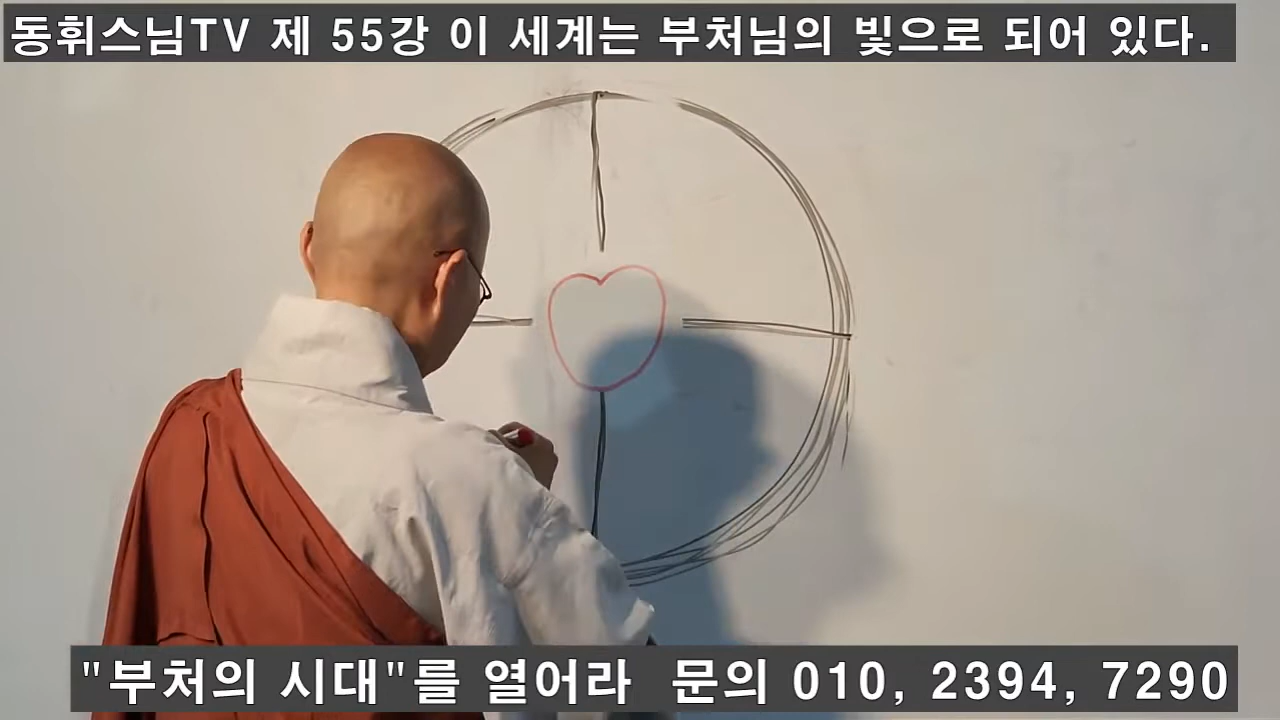 동휘스님TV 제 55강 이 세계는 부처님의 빛으로 되어 있다.
"부처의 시대"를 열어라 문의 010, 2394, 7290